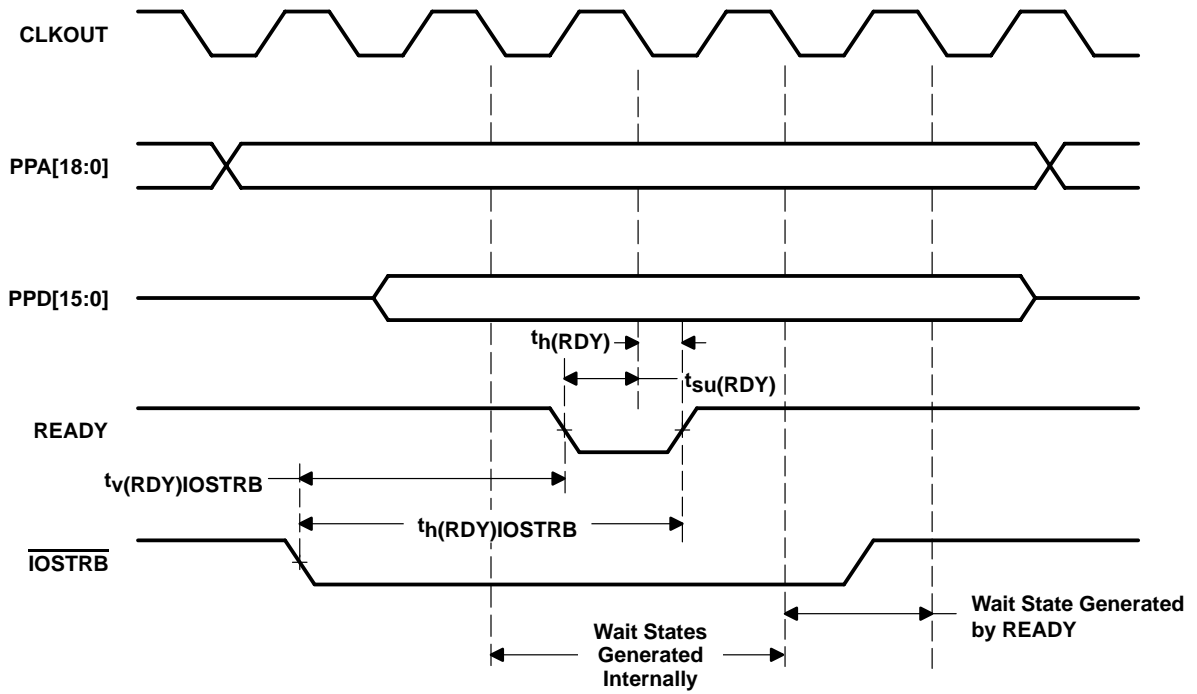 CLKOUT
PPA[18:0]
PPD[15:0]
th(RDY)
tsu(RDY)
READY
tv(RDY)IOSTRB
th(RDY)IOSTRB
IOSTRB
Wait State Generated
by READY
Wait States
Generated
Internally